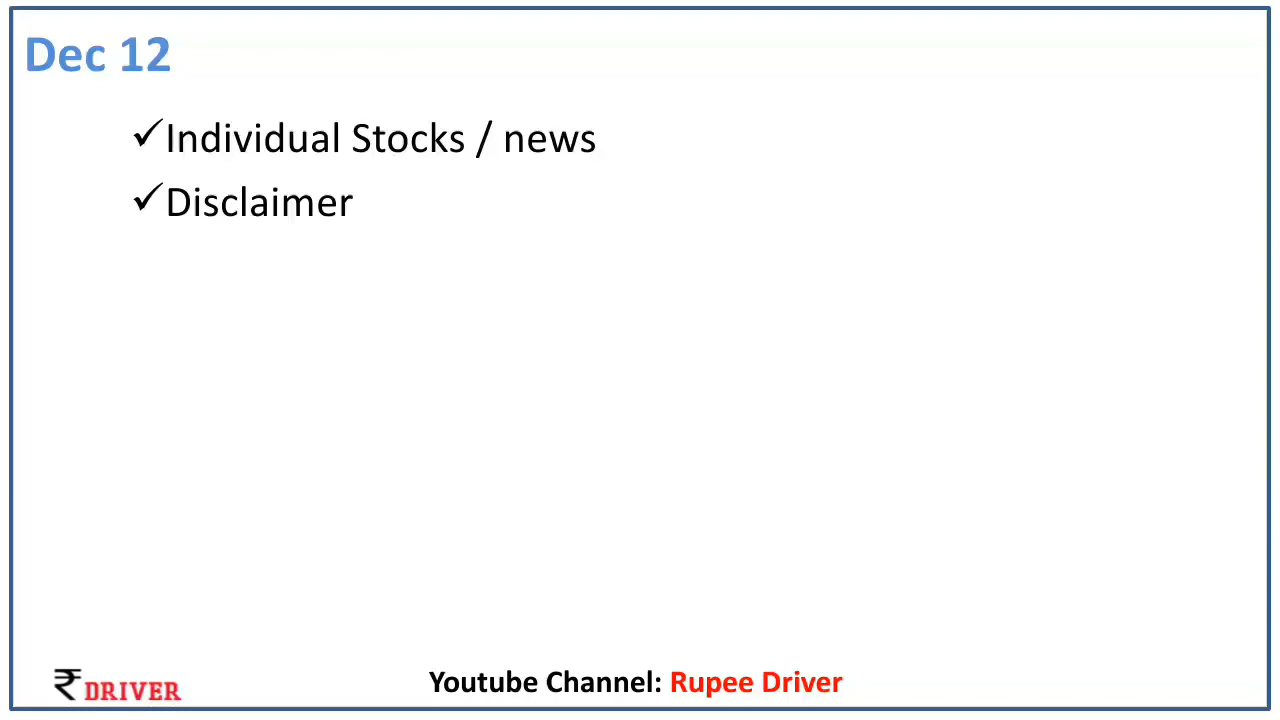 Dec 12
✓Individual Stocks / news
✓Disclaimer
₹ DRIVER
Youtube Channel: Rupee Driver